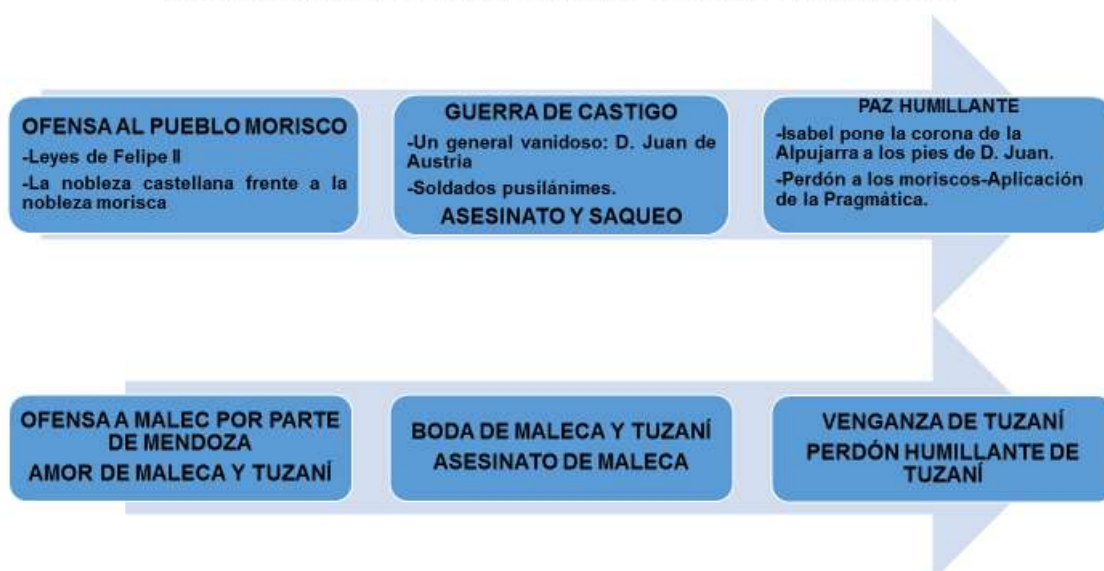 OFENSA AL PUEBLO MORISCO
-Leyes de Felipe II
-La nobleza castellana frente a la
nobleza morisca
GUERRA DE CASTIGO
-Un general vanidoso: D. Juan de
Austria
-Soldados pusilánimes.
ASESINATO Y SAQUEO
PAZ HUMILLANTE
-Isabel pone la corona de la
Alpujarra a los pies de D. Juan.
-Perdón a los moriscos-Aplicación
de la Pragmática.
OFENSA A MALEC POR PARTE
DE MENDOZA
AMOR DE MALECA Y TUZANÍ
BODA DE MALECA Y TUZANÍ
ASESINATO DE MALECA
VENGANZA DE TUZANÍ
PERDÓN HUMILLANTE DE
TUZANÍ